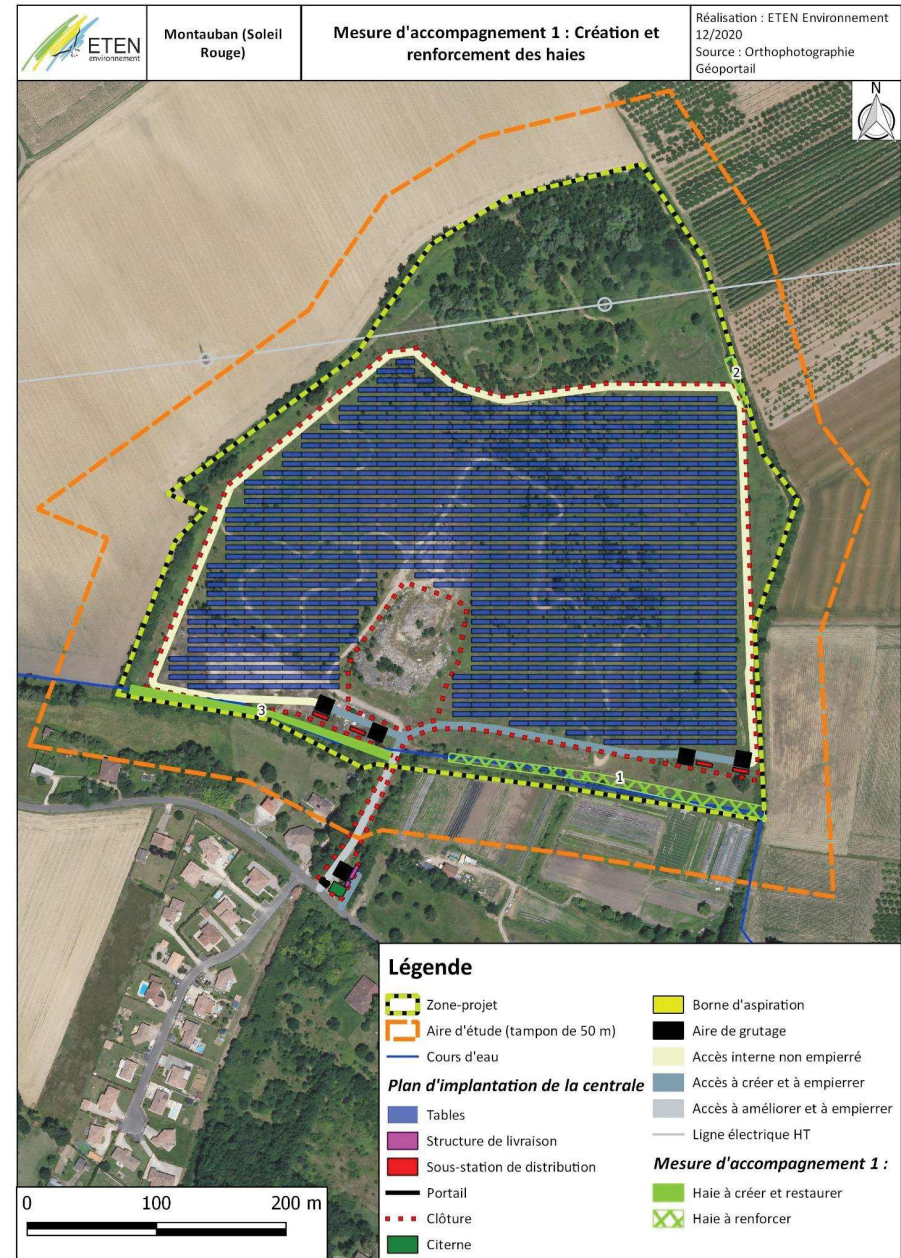 ETEN
environnement
Montauban (Soleil
Rouge)
Mesure d'accompagnement 1 : Création et
renforcement des haies
Réalisation : ETEN Environnement
12/2020
Source : Orthophotographie
Géoportail
N
2
3
1
Légende
Zone-projet
Aire d'étude (tampon de 50 m)
Cours d'eau
Plan d'implantation de la centrale
Tables
Structure de livraison
Sous-station de distribution
Portail
Clôture
Citerne
Borne d'aspiration
Aire de grutage
Accès interne non empierré
Accès à créer et à empierrer
Accès à améliorer et à empierrer
Ligne électrique HT
Mesure d'accompagnement 1 :
Haie à créer et restaurer
Haie à renforcer
0 100 200 m